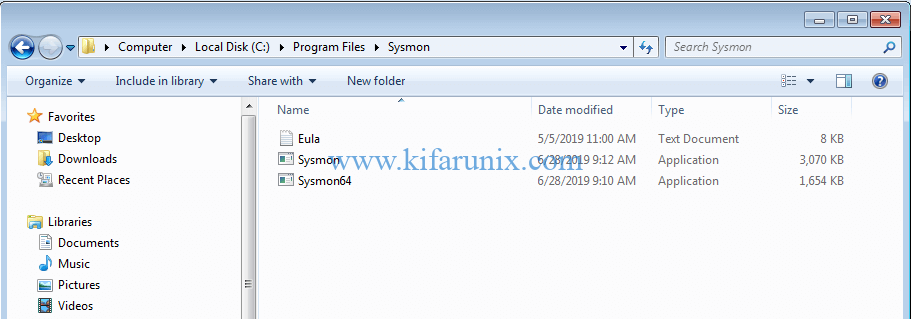 Computer Local Disk (C:) Program Files Sysmon Search Sysmon
Organize Include in library Share with New folder
Name Date modified Type Size
Favorites
Desktop
Downloads
Recent Places
Libraries
Documents
Music
Pictures
Videos
Eula 5/5/2019 11:00 AM Text Document 8 KB
Sysmon 6/28/2019 9:12 AM Application 3,070 KB
Sysmon64 6/28/2019 9:10 AM Application 1,654 KB
www.kifarunix.com